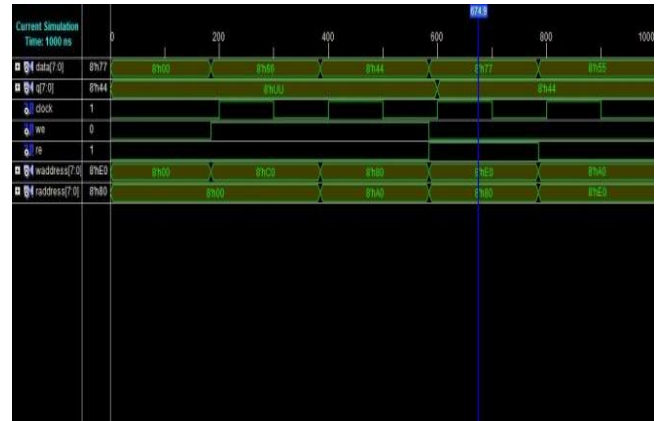 674.9
Current Simulation
Time: 1000 ns
0 200 400 600 800 1000
data[7:0] 8'h77 8'h00 8'h66 8'h44 8'h77 8'h55
q[7:0] 8'h44 8'hUU 8'h44
clock 1
we 0
re 1
waddress[7:0] 8'hE0 8'h00 8'hC0 8'h80 8'hE0 8'hA0
raddress[7:0] 8'h80 8'h00 8'hA0 8'h80 8'hE0